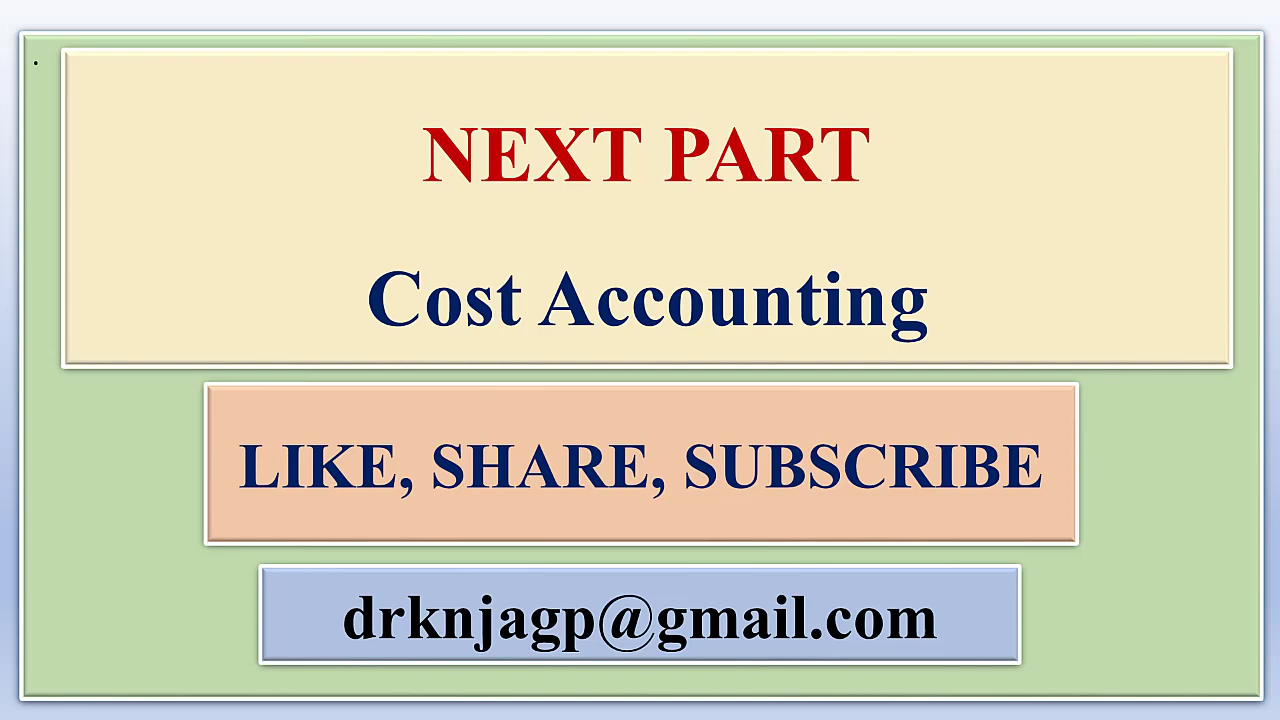 .
NEXT PART
Cost Accounting
LIKE, SHARE, SUBSCRIBE
drknjagp@gmail.com